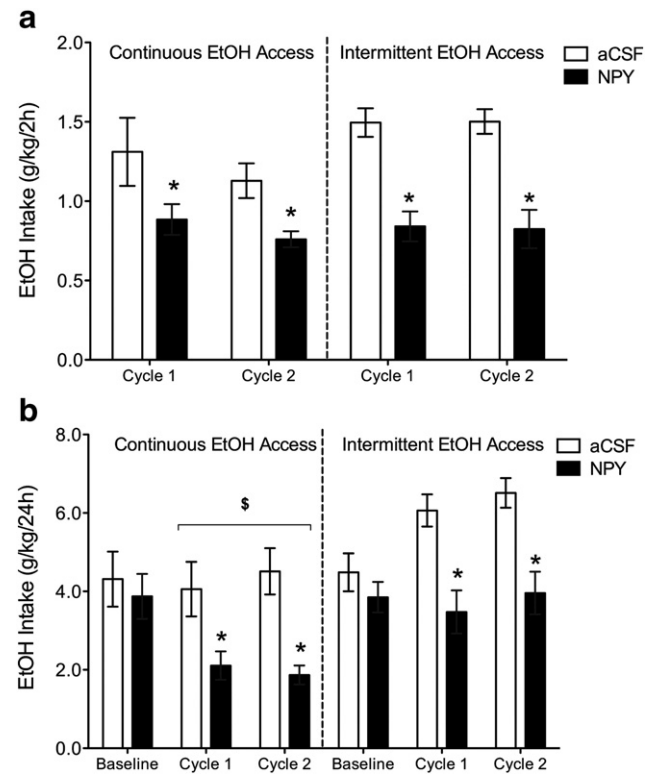 a
Continuous EtOH Access
Intermittent EtOH Access
aCSF
NPY
EtOH Intake (g/kg/2h)
2.0
1.5
1.0
0.5
0.0
*
*
*
*
Cycle 1
Cycle 2
Cycle 1
Cycle 2
b
Continuous EtOH Access
Intermittent EtOH Access
aCSF
NPY
EtOH Intake (g/kg/24h)
8.0
6.0
4.0
2.0
0.0
$
*
*
*
*
Baseline
Cycle 1
Cycle 2
Baseline
Cycle 1
Cycle 2